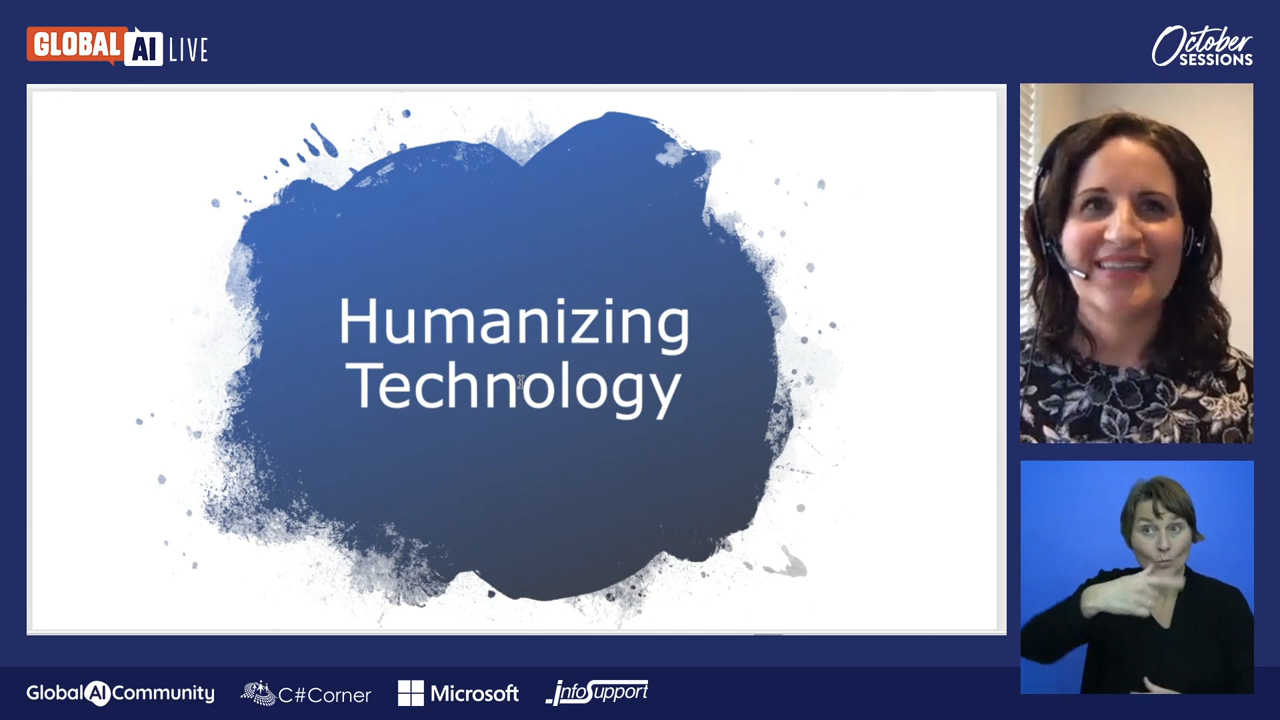 GLOBAL AI LIVE
October
SESSIONS
Humanizing
Technology
Global AI Community
C#Corner
Microsoft
InfoSupport